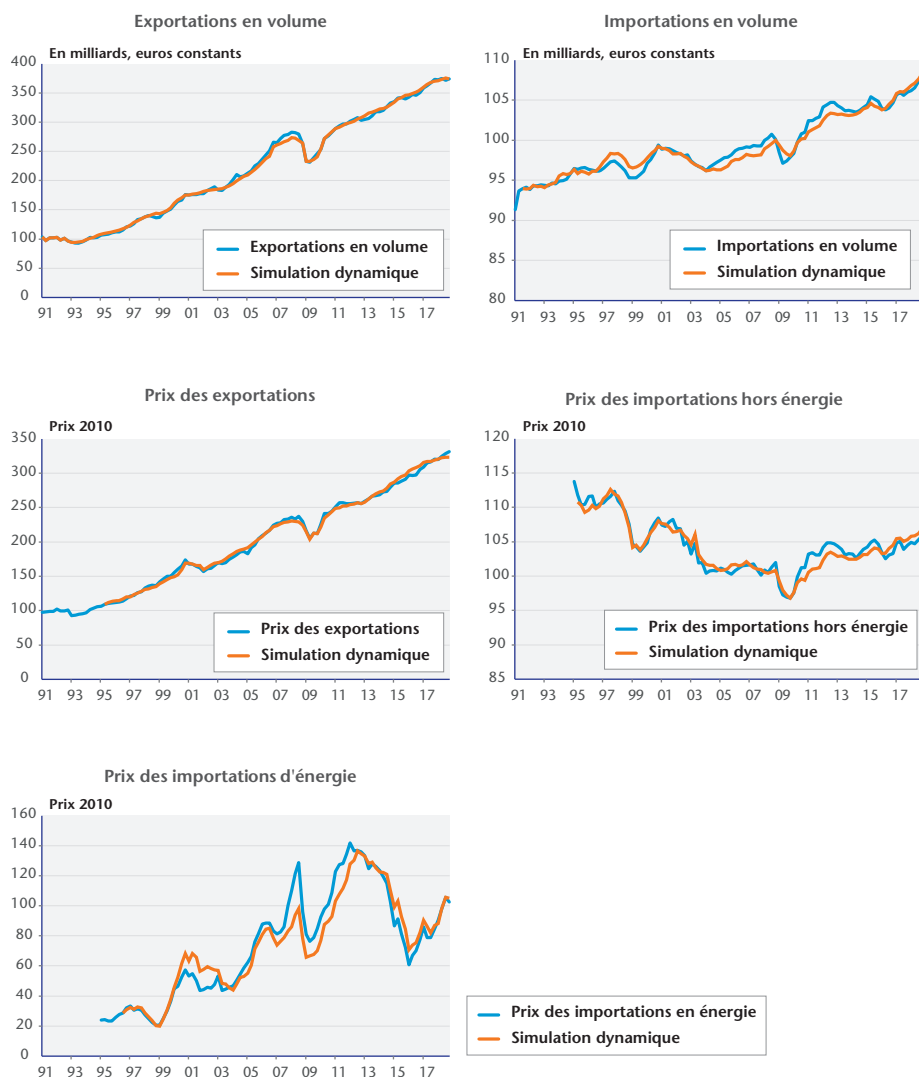 Exportations en volume
En milliards, euros constants
400
350
300
250
200
150
100
50
0
91 93 95 97 99 01 03 05 07 09 11 13 15 17
Exportations en volume
Simulation dynamique
Importations en volume
En milliards, euros constants
110
105
100
95
90
85
80
91 93 95 97 99 01 03 05 07 09 11 13 15 17
Importations en volume
Simulation dynamique
Prix des exportations
Prix 2010
350
300
250
200
150
100
50
0
91 93 95 97 99 01 03 05 07 09 11 13 15 17
Prix des exportations
Simulation dynamique
Prix des importations hors énergie
Prix 2010
120
115
110
105
100
95
90
85
91 93 95 97 99 01 03 05 07 09 11 13 15 17
Prix des importations hors énergie
Simulation dynamique
Prix des importations d'énergie
Prix 2010
160
140
120
100
80
60
40
20
0
91 93 95 97 99 01 03 05 07 09 11 13 15 17
Prix des importations en énergie
Simulation dynamique